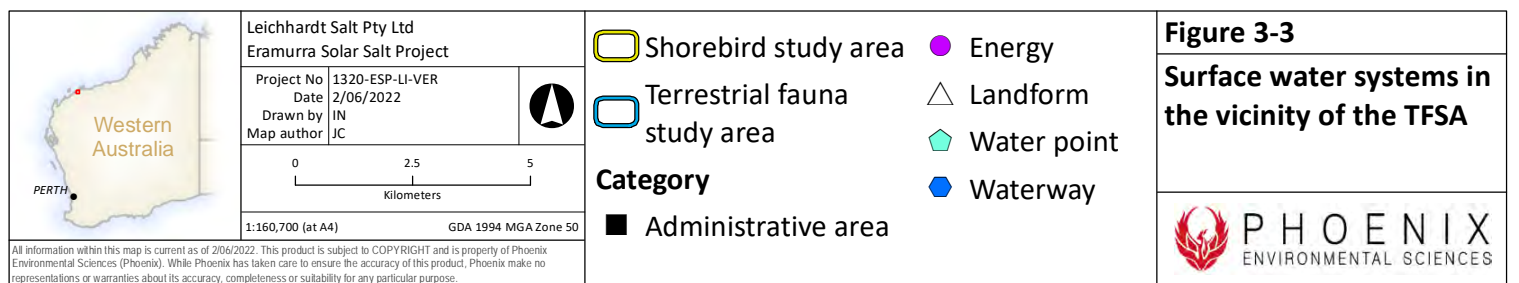 Western
Australia
PERTH
Leichhardt Salt Pty Ltd
Eramurra Solar Salt Project
Project No 1320-ESP-LI-VER
Date 2/06/2022
Drawn by IN
Map author JC
0 2.5 5
Kilometers
1:160,700 (at A4) GDA 1994 MGA Zone 50
All information within this map is current as of 2/06/2022. This product is subject to COPYRIGHT and is property of Phoenix
Environmental Sciences (Phoenix). While Phoenix has taken care to ensure the accuracy of this product, Phoenix make no
representations or warranties about its accuracy, completeness or suitability for any particular purpose.
Shorebird study area
Terrestrial fauna
study area
Category
Administrative area
Energy
Landform
Water point
Waterway
Figure 3-3
Surface water systems in
the vicinity of the TFSA
PHOENIX
ENVIRONMENTAL SCIENCES